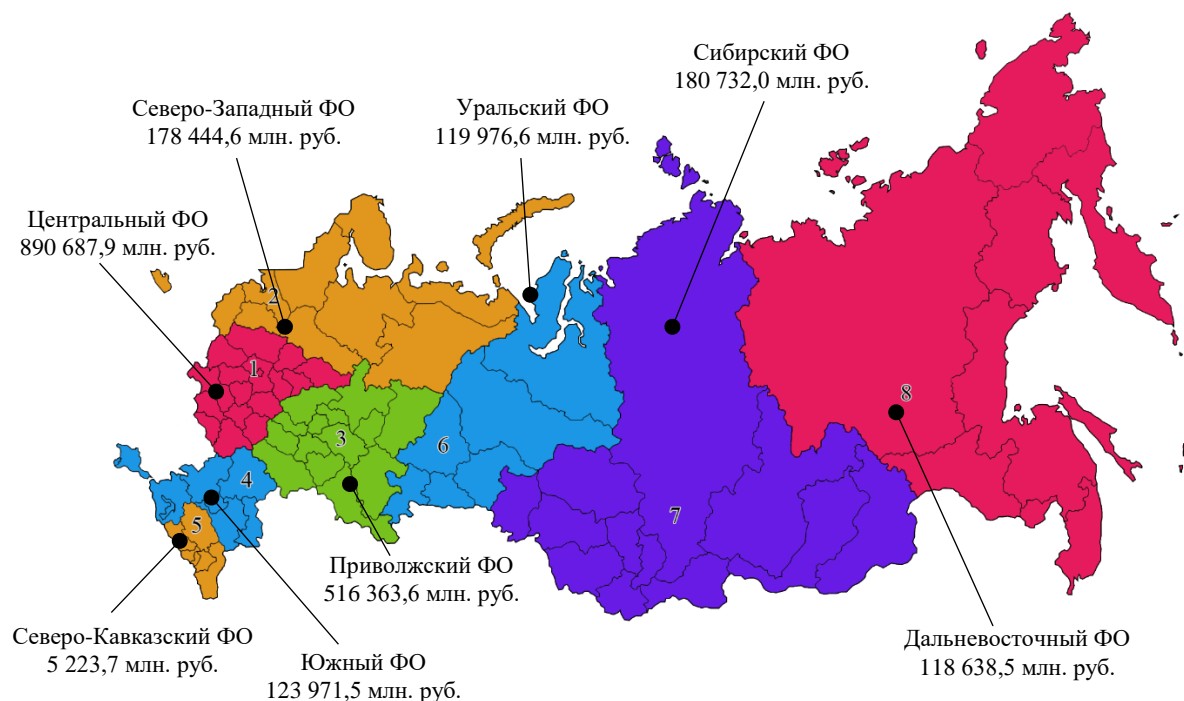 Сибирский ФО
180 732,0 млн. руб.
Северо-Западный ФО
178 444,6 млн. руб.
Уральский ФО
119 976,6 млн. руб.
Центральный ФО
890 687,9 млн. руб.
2
1
8
3
6
4
7
5
Приволжский ФО
516 363,6 млн. руб.
Северо-Кавказский ФО
5 223,7 млн. руб.
Южный ФО
123 971,5 млн. руб.
Дальневосточный ФО
118 638,5 млн. руб.